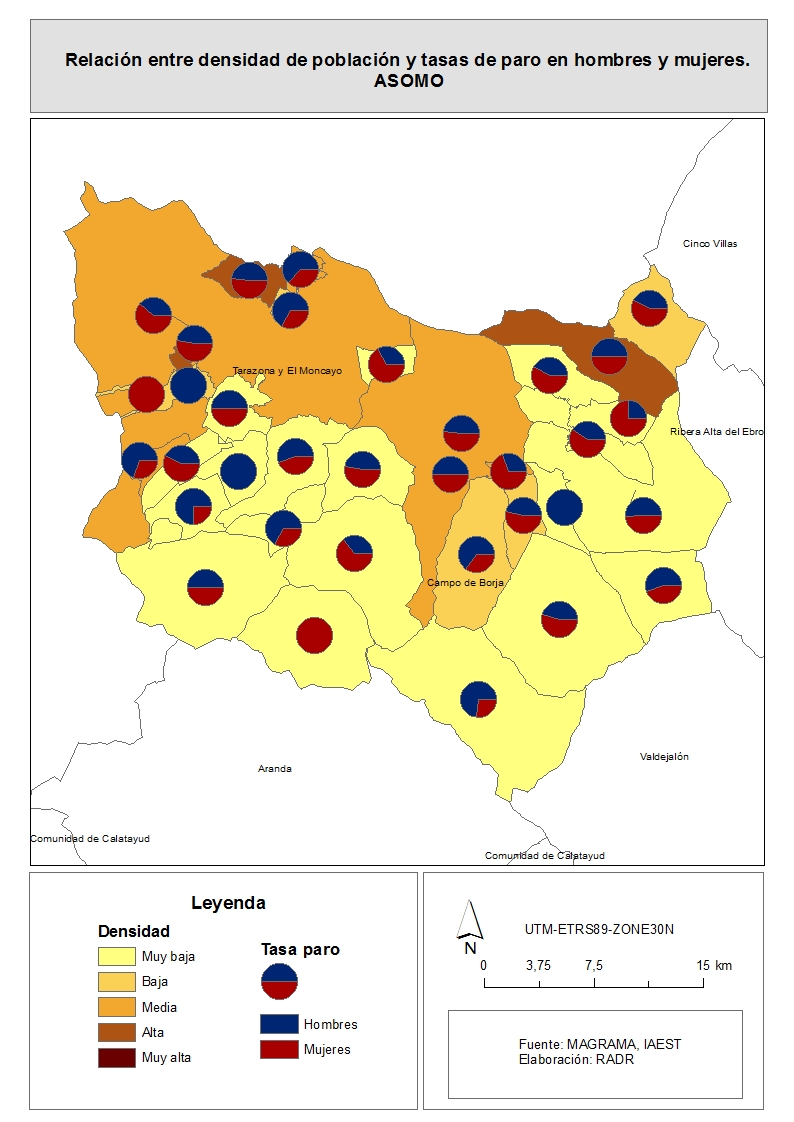 Relación entre densidad de población y tasas de paro en hombres y mujeres.
ASOMO
Cinco Villas
Tarazona y El Moncayo
Ribera Alta del Ebro
Campo de Borja
Aranda
Valdejalón
Comunidad de Calatayud
Comunidad de Calatayud
Leyenda
Densidad
Muy baja
Baja
Media
Alta
Muy alta
Tasa paro
Hombres
Mujeres
N
UTM-ETRS89-ZONE30N
0 3,75 7,5 15 km
Fuente: MAGRAMA, IAEST
Elaboración: RADR